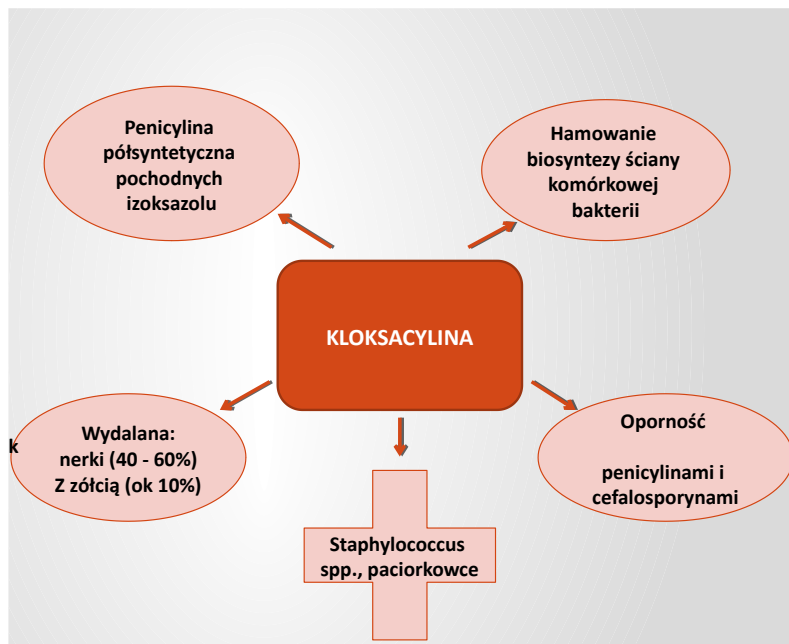 Penicylina
półsyntetyczna
pochodnych
izoksazolu
Hamowanie
biosyntezy ściany
komórkowej
bakterii
KLOKSACYLINA
k
Wydalana:
nerki (40 - 60%)
Z zółcią (ok 10%)
Oporność
penicylinami i
cefalosporynami
Staphylococcus
spp., paciorkowce